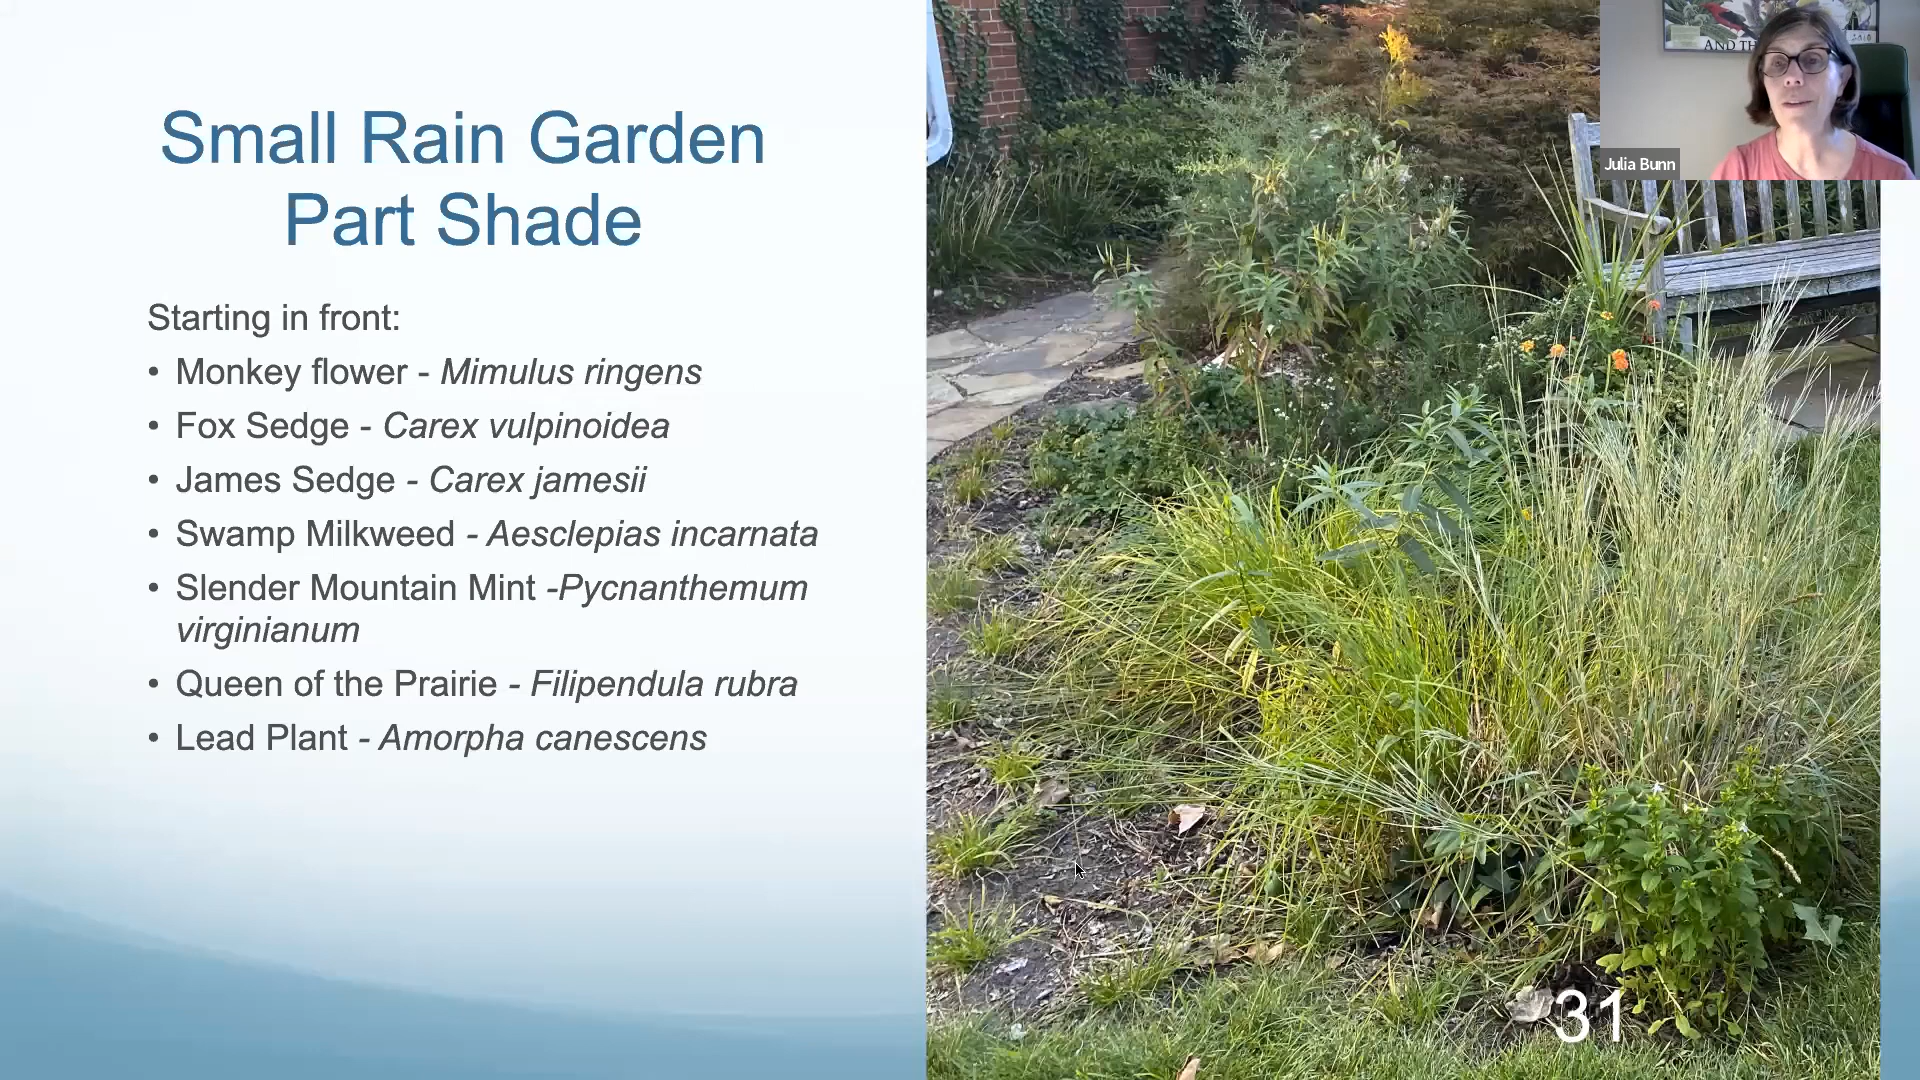 Small Rain Garden
Part Shade
Starting in front:
• Monkey flower - Mimulus ringens
• Fox Sedge - Carex vulpinoidea
• James Sedge - Carex jamesii
• Swamp Milkweed - Aesclepias incarnata
• Slender Mountain Mint -Pycnanthemum
virginianum
• Queen of the Prairie - Filipendula rubra
• Lead Plant - Amorpha canescens
AND TH
Julia Bunn
31